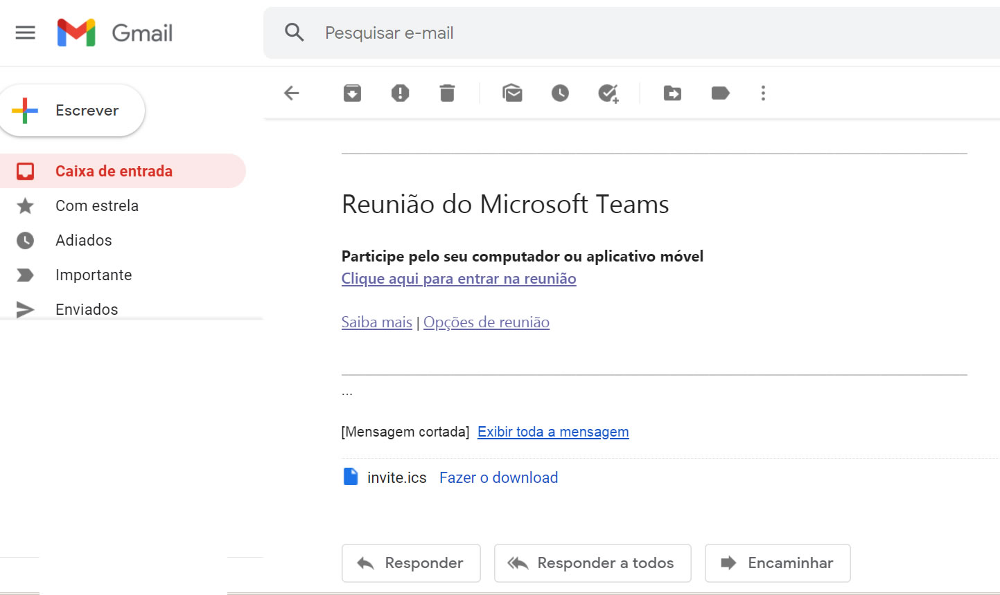 Gmail
Pesquisar e-mail
Escrever
Caixa de entrada
Com estrela
Adiados
Importante
Enviados
Reunião do Microsoft Teams
Participe pelo seu computador ou aplicativo móvel
Clique aqui para entrar na reunião
Saiba mais | Opções de reunião
...
[Mensagem cortada] Exibir toda a mensagem
invite.ics Fazer o download
Responder Responder a todos Encaminhar